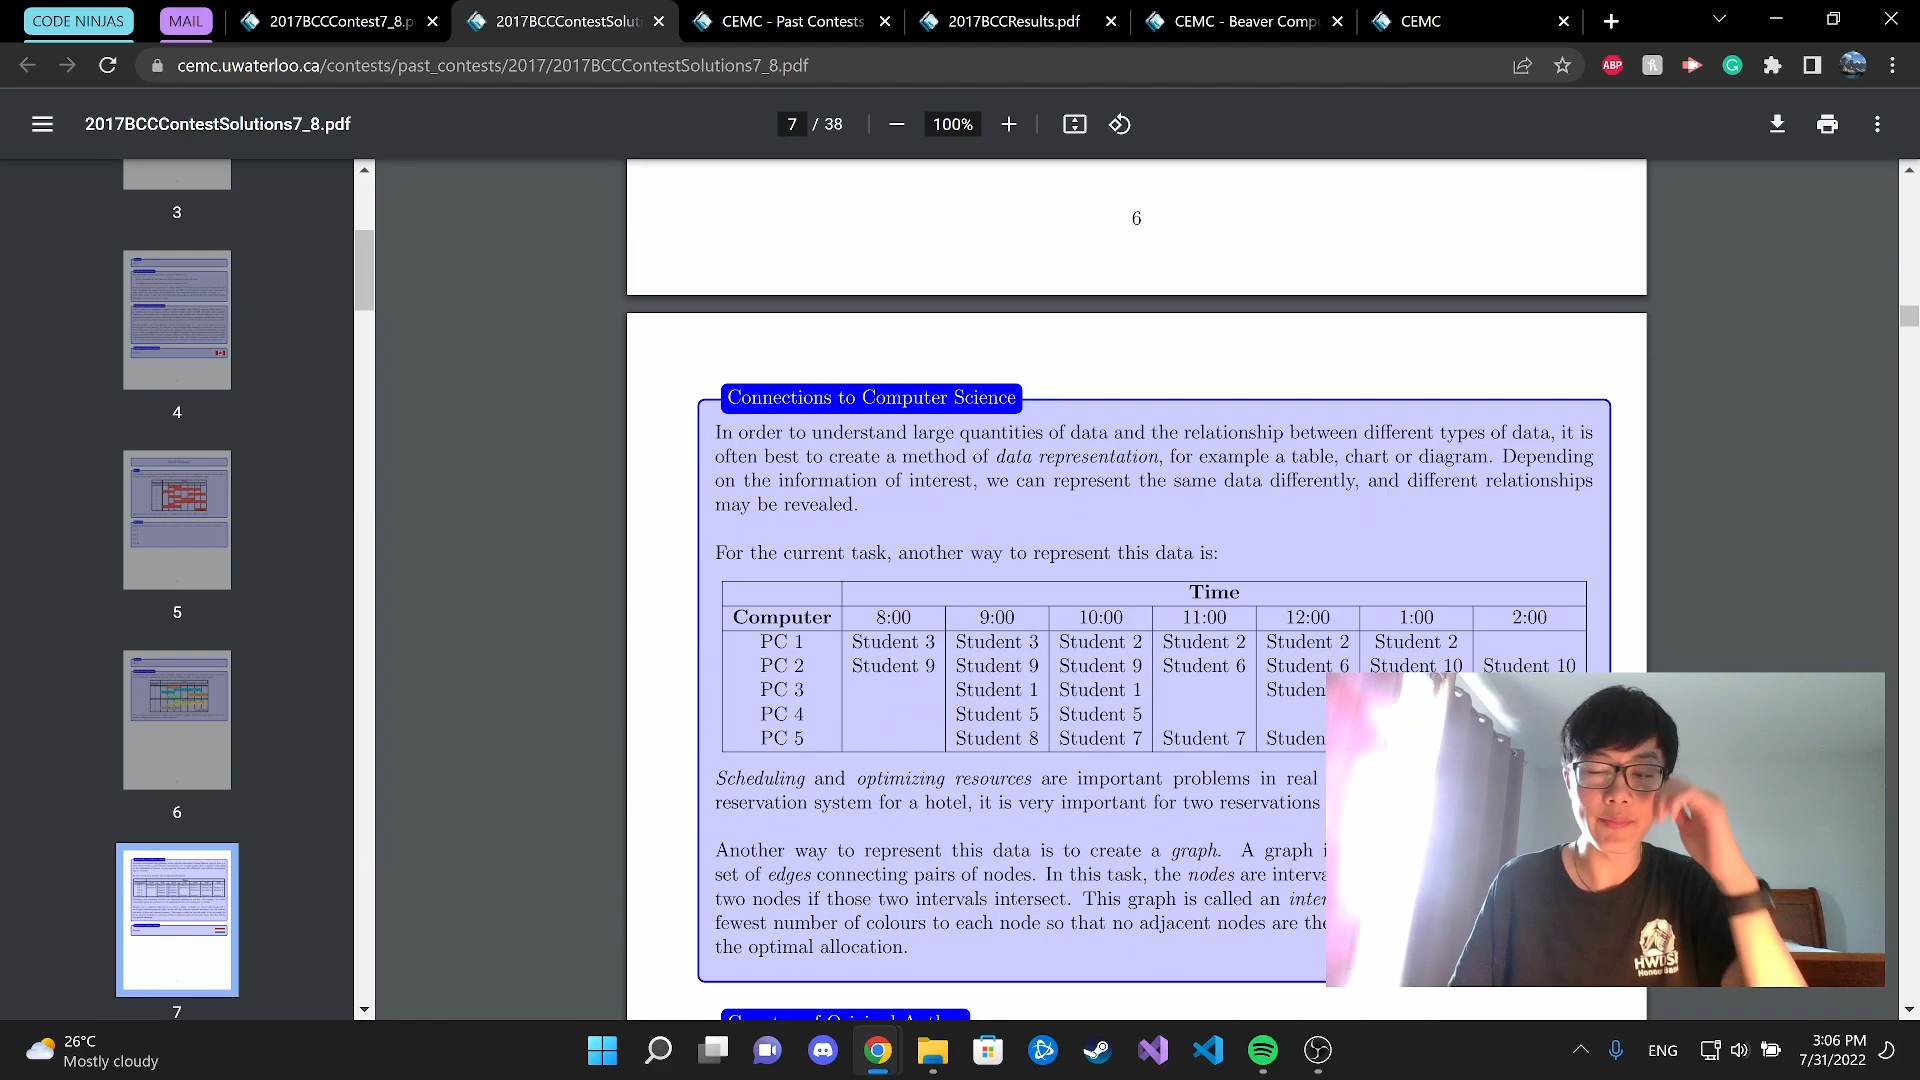 CODE NINJAS
MAIL
2017BCCContest7_8.p
2017BCCContestSoluti
CEMC - Past Contests
2017BCCResults.pdf
CEMC - Beaver Comp
CEMC
cemc.uwaterloo.ca/contests/past_contests/2017/2017BCCContestSolutions7_8.pdf
ABP
2017BCCContestSolutions7_8.pdf
7 / 38
100%
3
4
5
6
7
6
Connections to Computer Science
In order to understand large quantities of data and the relationship between different types of data, it is
often best to create a method of data representation, for example a table, chart or diagram. Depending
on the information of interest, we can represent the same data differently, and different relationships
may be revealed.
For the current task, another way to represent this data is:
Time
Computer 8:00 9:00 10:00 11:00 12:00 1:00 2:00
PC 1 Student 3 Student 3 Student 2 Student 2 Student 2 Student 2
PC 2 Student 9 Student 9 Student 9 Student 6 Student 6 Student 10 Student 10
PC 3 Student 1 Student 1 Studen
PC 4 Student 5 Student 5
PC 5 Student 8 Student 7 Student 7 Studen
Scheduling and optimizing resources are important problems in real
reservation system for a hotel, it is very important for two reservations
Another way to represent this data is to create a graph. A graph i
set of edges connecting pairs of nodes. In this task, the nodes are interva
two nodes if those two intervals intersect. This graph is called an inter
fewest number of colours to each node so that no adjacent nodes are the
the optimal allocation.
HWDSB
26°C
Mostly cloudy
ENG
3:06 PM
7/31/2022